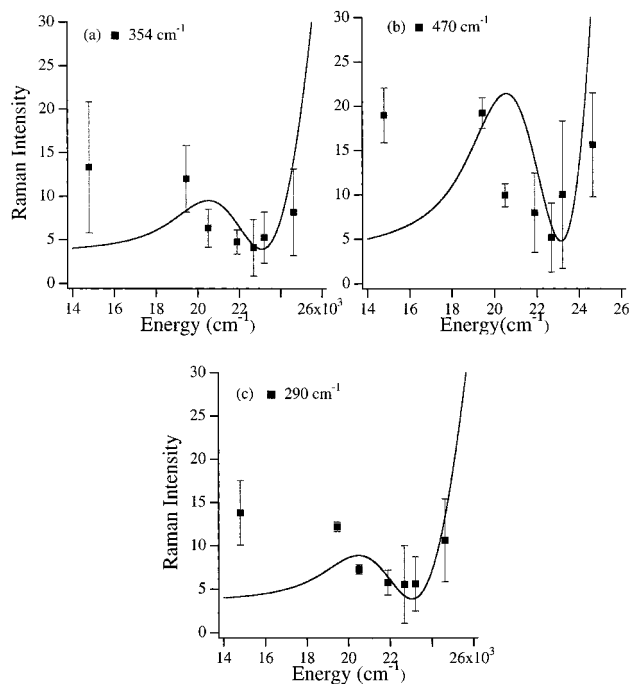 (a) ■ 354 cm⁻¹
Raman Intensity
30
25
20
15
10
5
0
14 16 18 20 22 24 26x10³
Energy (cm⁻¹)
(b) ■ 470 cm⁻¹
30
25
20
15
10
5
0
14 16 18 20 22 24
Energy(cm⁻¹)
(c) ■ 290 cm⁻¹
Raman Intensity
30
25
20
15
10
5
0
14 16 18 20 22 24 26x10³
Energy (cm⁻¹)